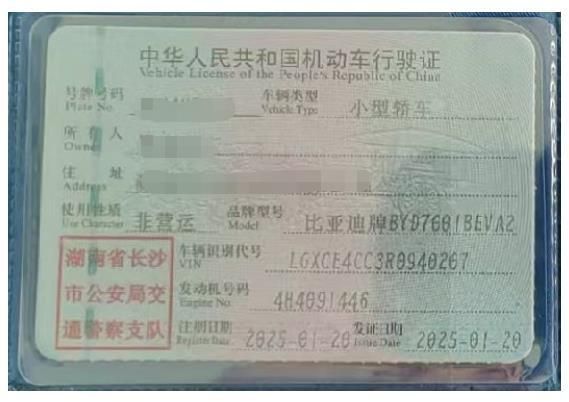 中华人民共和国机动车行驶证
Vehicle License of the People's Republic of China
号牌号码 车辆类型 小型轿车
Plate No. Vehicle Type
所有人
Owner
住址
Address
使用性质 非营运 品牌型号 比亚迪牌BYD7601BEVA2
Use Character Model
湖南省长沙 车辆识别代号 LGXCE4CC3R0940267
VIN
市公安局交 发动机号码 4H4091446
Engine No.
通警察支队 注册日期 2025-01-20 发证日期 2025-01-20
Register Date Issue Date